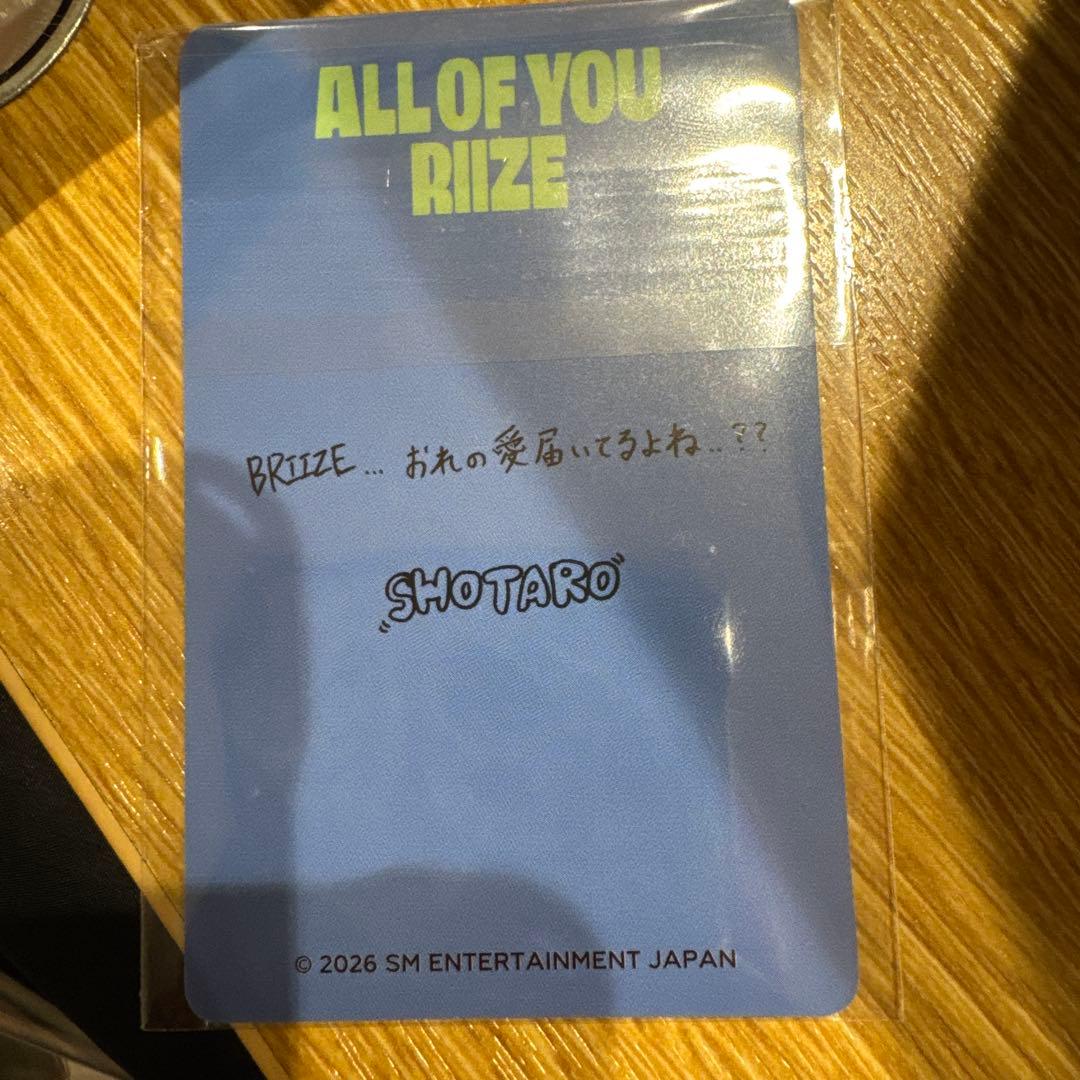 ALL OF YOU
RIIZE
BRIIZE... おれの愛届いてるよね..??
"SHOTARO"
© 2026 SM ENTERTAINMENT JAPAN